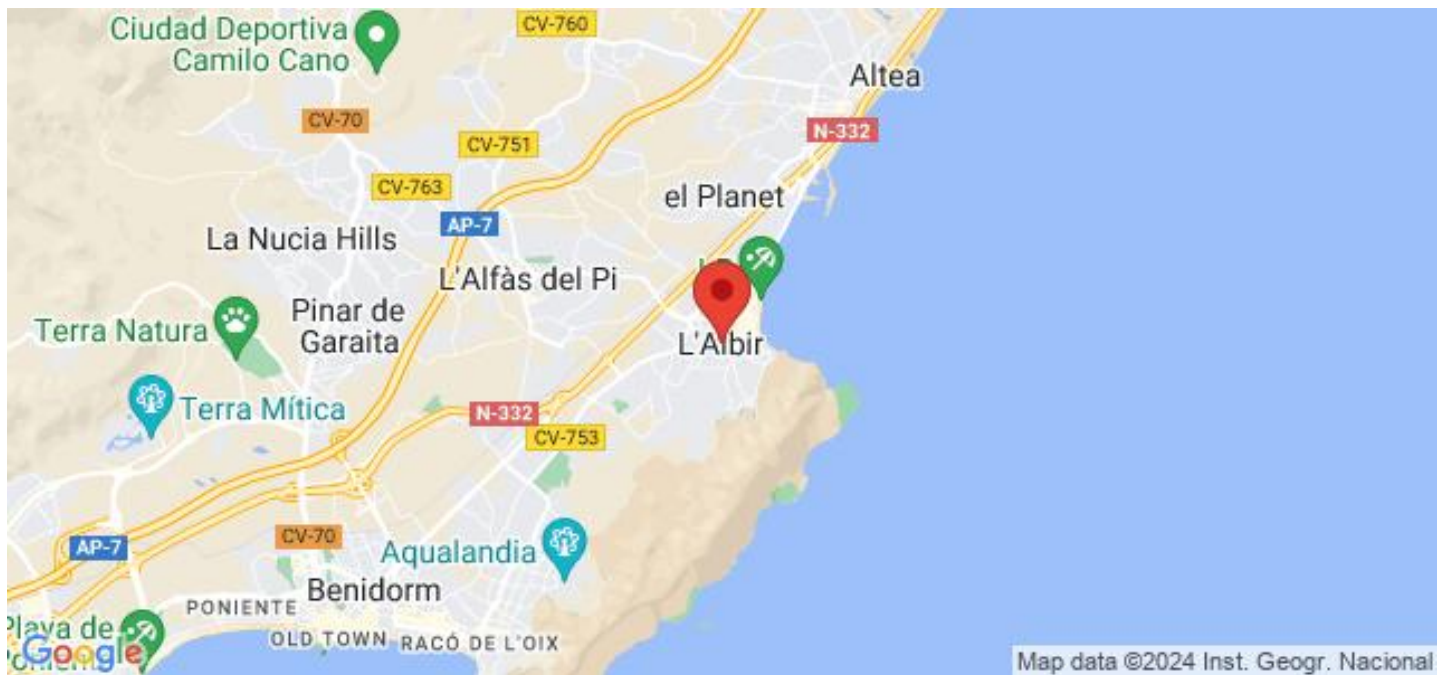 Ciudad Deportiva
Camilo Cano
CV-760
Altea
CV-70
N-332
CV-751
CV-763
el Planet
AP-7
La Nucia Hills
L'Alfàs del Pi
Pinar de
Garaita
Terra Natura
L'Albir
Terra Mítica
N-332
CV-753
CV-70
AP-7
Aqualandia
Benidorm
PONIENTE
Playa de
OLD TOWN
RACÓ DE L'OIX
Google
Map data ©2024 Inst. Geogr. Nacional